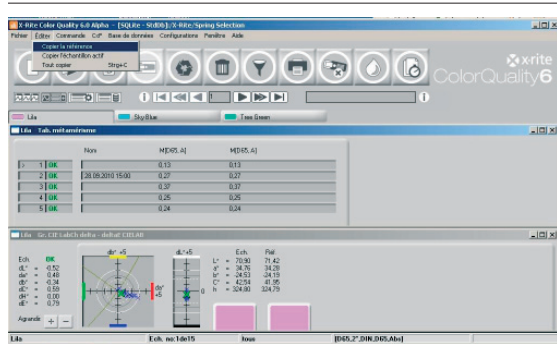 X-Rite Color Quality 6.0 Alpha - [SQLite - StdJG]:/X-Rite/Spring Selection
Fichier Editer Commande CdP Base de données Configurations Fenêtre Aide
Copier la référence
Copier l'échantillon actif
Tout copier Strg+C
x-rite
ColorQuality6
1
Lila Sky Blue Tree Green
Lila Tab. métamérisme
Nom M[D65,A] M[D65,A]
1 OK 0,13 0,13
2 OK 28.09.2010 15:00 0,27 0,27
3 OK 0,37 0,37
4 OK 0,25 0,25
5 OK 0,24 0,24
Lila Gr. CIE LabCh delta - deltaE CIELAB
db* +5 dL* +5 Ech. Réf.
Ech. OK
dL* = 0,52 L* = 70,90 71,42
da* = 0,48 a* = 34,76 34,28
db* = 0,34 da* +5 0 b* = -24,53 -24,19
dC* = 0,59 C* = 42,54 41,95
dH* = 0,00 h = 324,80 324,79
dE* = 0,79
Agrandir + -
Lila Ech. no:1de15 tous [D65,2°,DIN,D65,Abs]